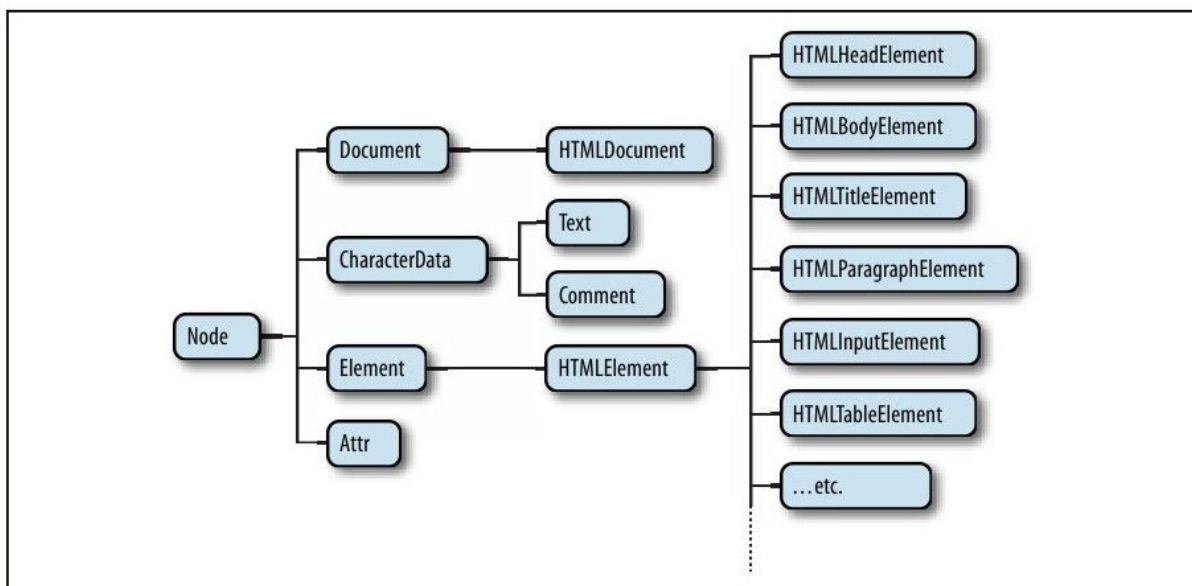 HTMLHeadElement
HTMLBodyElement
Document
HTMLDocument
HTMLTitleElement
Text
CharacterData
HTMLParagraphElement
Comment
Node
HTMLInputElement
Element
HTMLElement
HTMLTableElement
Attr
...etc.